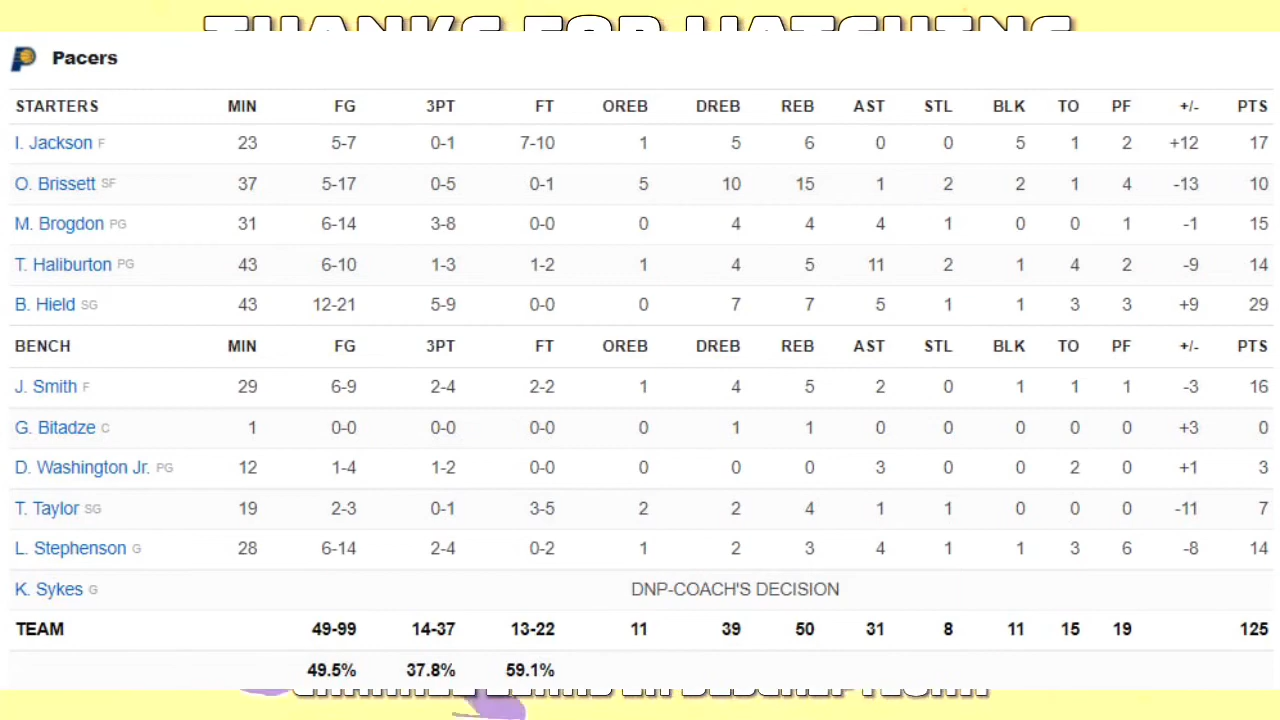 THANKS FOR WATCHING
Pacers
STARTERS MIN FG 3PT FT OREB DREB REB AST STL BLK TO PF +/- PTS
I. Jackson F 23 5-7 0-1 7-10 1 5 6 0 0 5 1 2 +12 17
O. Brissett SF 37 5-17 0-5 0-1 5 10 15 1 2 2 1 4 -13 10
M. Brogdon PG 31 6-14 3-8 0-0 0 4 4 4 1 0 0 1 -1 15
T. Haliburton PG 43 6-10 1-3 1-2 1 4 5 11 2 1 4 2 -9 14
B. Hield SG 43 12-21 5-9 0-0 0 7 7 5 1 1 3 3 +9 29
BENCH MIN FG 3PT FT OREB DREB REB AST STL BLK TO PF +/- PTS
J. Smith F 29 6-9 2-4 2-2 1 4 5 2 0 1 1 1 -3 16
G. Bitadze C 1 0-0 0-0 0-0 0 1 1 0 0 0 0 0 +3 0
D. Washington Jr. PG 12 1-4 1-2 0-0 0 0 0 3 0 0 2 0 +1 3
T. Taylor SG 19 2-3 0-1 3-5 2 2 4 1 1 0 0 0 -11 7
L. Stephenson G 28 6-14 2-4 0-2 1 2 3 4 1 1 3 6 -8 14
K. Sykes G DNP-COACH'S DECISION
TEAM 49-99 14-37 13-22 11 39 50 31 8 11 15 19 125
49.5% 37.8% 59.1%